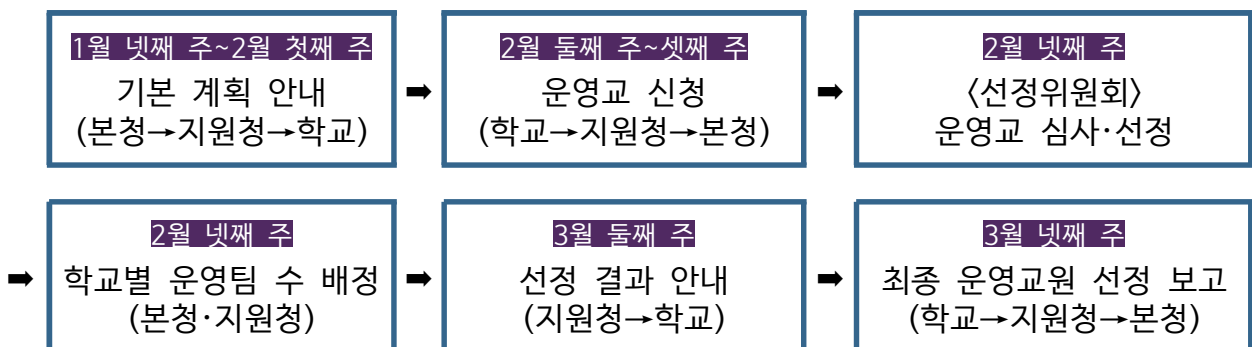 1월 넷째 주~2월 첫째 주
기본 계획 안내
(본청→지원청→학교)
➡
2월 둘째 주~셋째 주
운영교 신청
(학교→지원청→본청)
➡
2월 넷째 주
〈선정위원회〉
운영교 심사·선정
➡
2월 넷째 주
학교별 운영팀 수 배정
(본청·지원청)
➡
3월 둘째 주
선정 결과 안내
(지원청→학교)
➡
3월 넷째 주
최종 운영교원 선정 보고
(학교→지원청→본청)